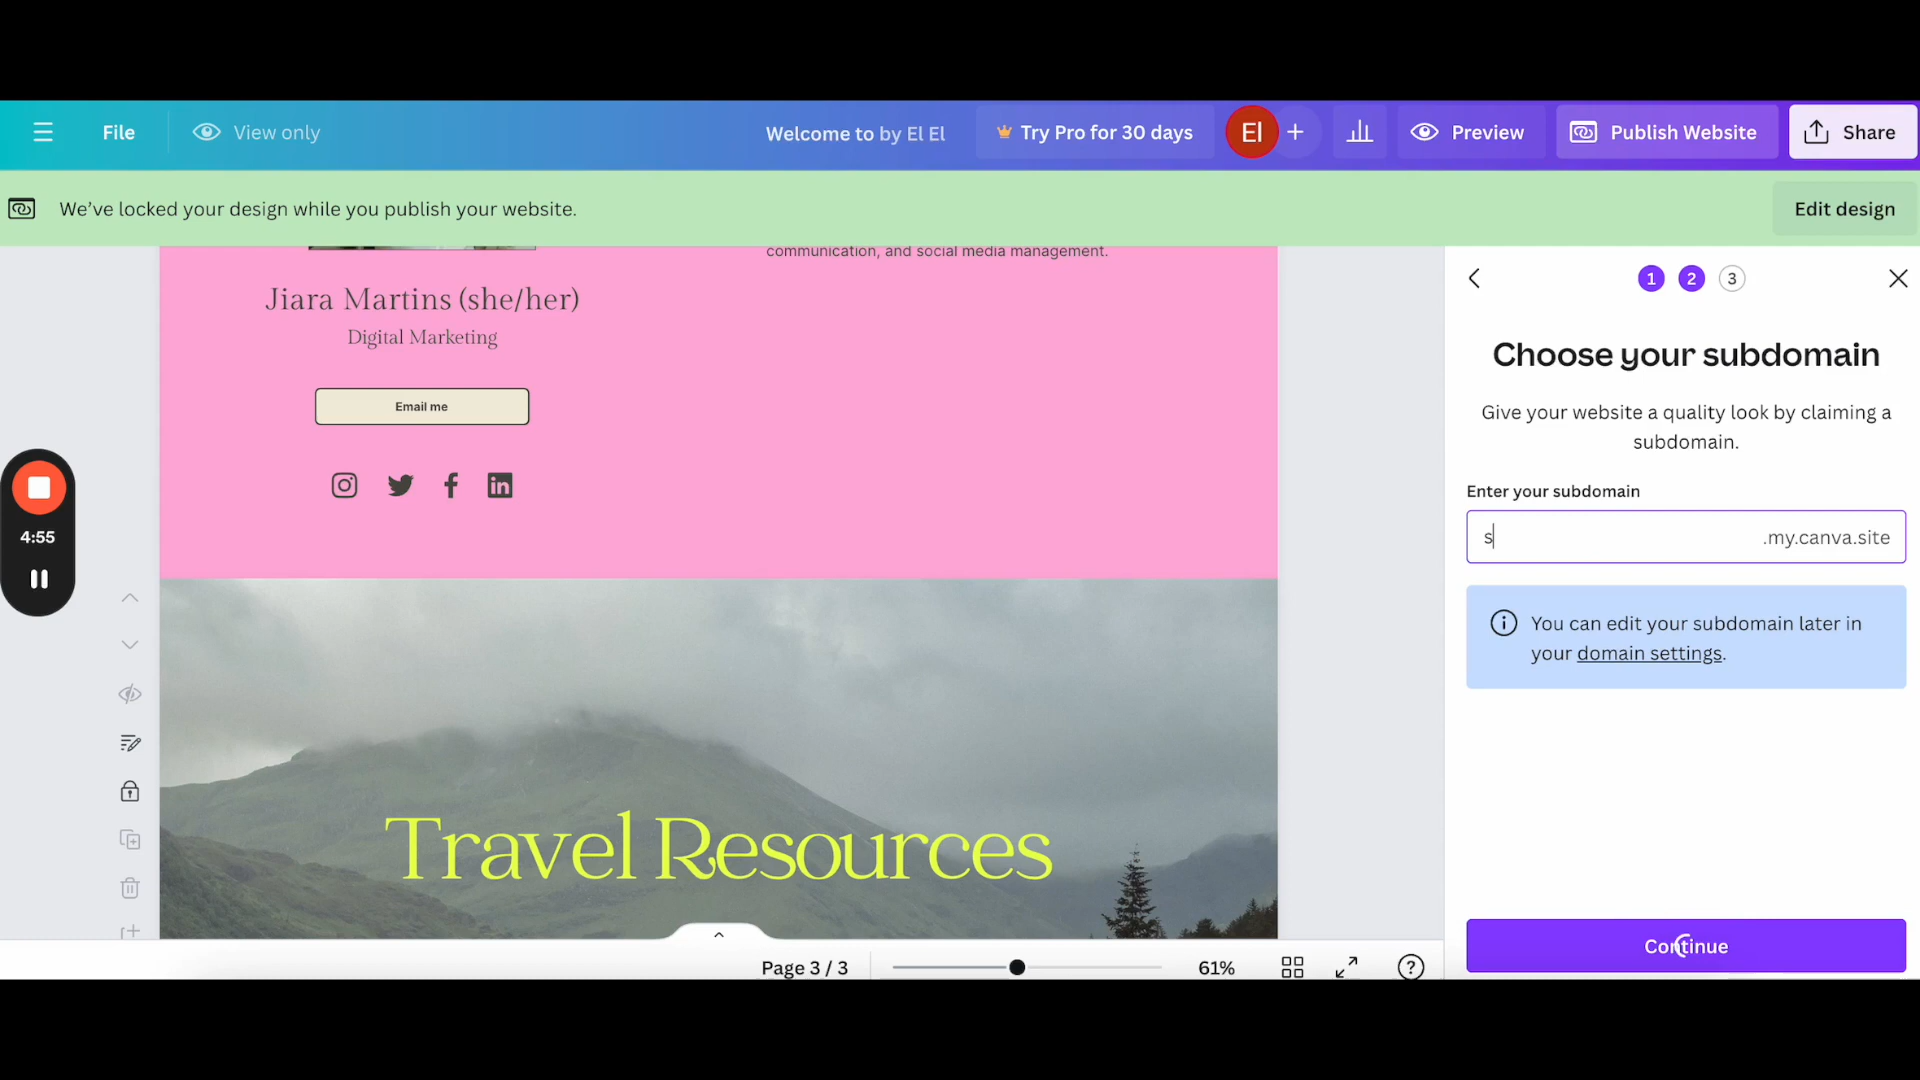 File
View only
Welcome to by El El
Try Pro for 30 days
El
+
Preview
Publish Website
Share
We've locked your design while you publish your website.
Edit design
communication, and social media management.
Jiara Martins (she/her)
Digital Marketing
Email me
in
4:55
Travel Resources
1 2 3
Choose your subdomain
Give your website a quality look by claiming a
subdomain.
Enter your subdomain
s
.my.canva.site
You can edit your subdomain later in
your domain settings.
Continue
Page 3 / 3
61%
?